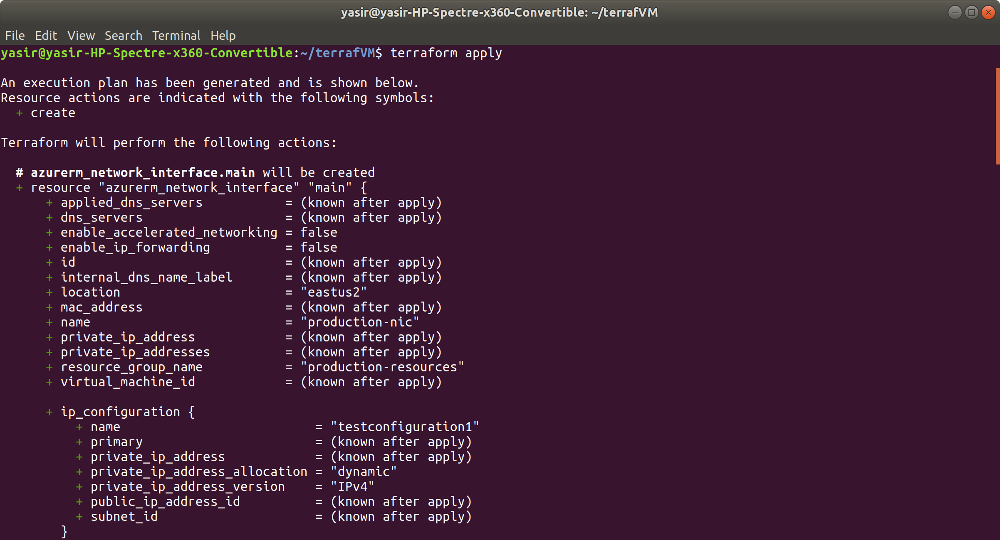 yasir@yasir-HP-Spectre-x360-Convertible: ~/terrafVM
File Edit View Search Terminal Help
yasir@yasir-HP-Spectre-x360-Convertible:~/terrafVM$ terraform apply
An execution plan has been generated and is shown below.
Resource actions are indicated with the following symbols:
  + create
Terraform will perform the following actions:
  # azurerm_network_interface.main will be created
  + resource "azurerm_network_interface" "main" {
      + applied_dns_servers           = (known after apply)
      + dns_servers                   = (known after apply)
      + enable_accelerated_networking = false
      + enable_ip_forwarding          = false
      + id                            = (known after apply)
      + internal_dns_name_label       = (known after apply)
      + location                      = "eastus2"
      + mac_address                   = (known after apply)
      + name                          = "production-nic"
      + private_ip_address            = (known after apply)
      + private_ip_addresses          = (known after apply)
      + resource_group_name           = "production-resources"
      + virtual_machine_id            = (known after apply)
      + ip_configuration {
          + name                          = "testconfiguration1"
          + primary                       = (known after apply)
          + private_ip_address            = (known after apply)
          + private_ip_address_allocation = "dynamic"
          + private_ip_address_version    = "IPv4"
          + public_ip_address_id          = (known after apply)
          + subnet_id                     = (known after apply)
        }